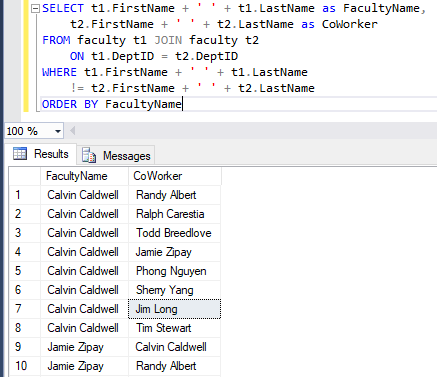 SELECT t1.FirstName + ' ' + t1.LastName as FacultyName,
t2.FirstName + ' ' + t2.LastName as CoWorker
FROM faculty t1 JOIN faculty t2
ON t1.DeptID = t2.DeptID
WHERE t1.FirstName + ' ' + t1.LastName
!= t2.FirstName + ' ' + t2.LastName
ORDER BY FacultyName
100 %
Results Messages
FacultyName CoWorker
1 Calvin Caldwell Randy Albert
2 Calvin Caldwell Ralph Carestia
3 Calvin Caldwell Todd Breedlove
4 Calvin Caldwell Jamie Zipay
5 Calvin Caldwell Phong Nguyen
6 Calvin Caldwell Sherry Yang
7 Calvin Caldwell Jim Long
8 Calvin Caldwell Tim Stewart
9 Jamie Zipay Calvin Caldwell
10 Jamie Zipay Randy Albert